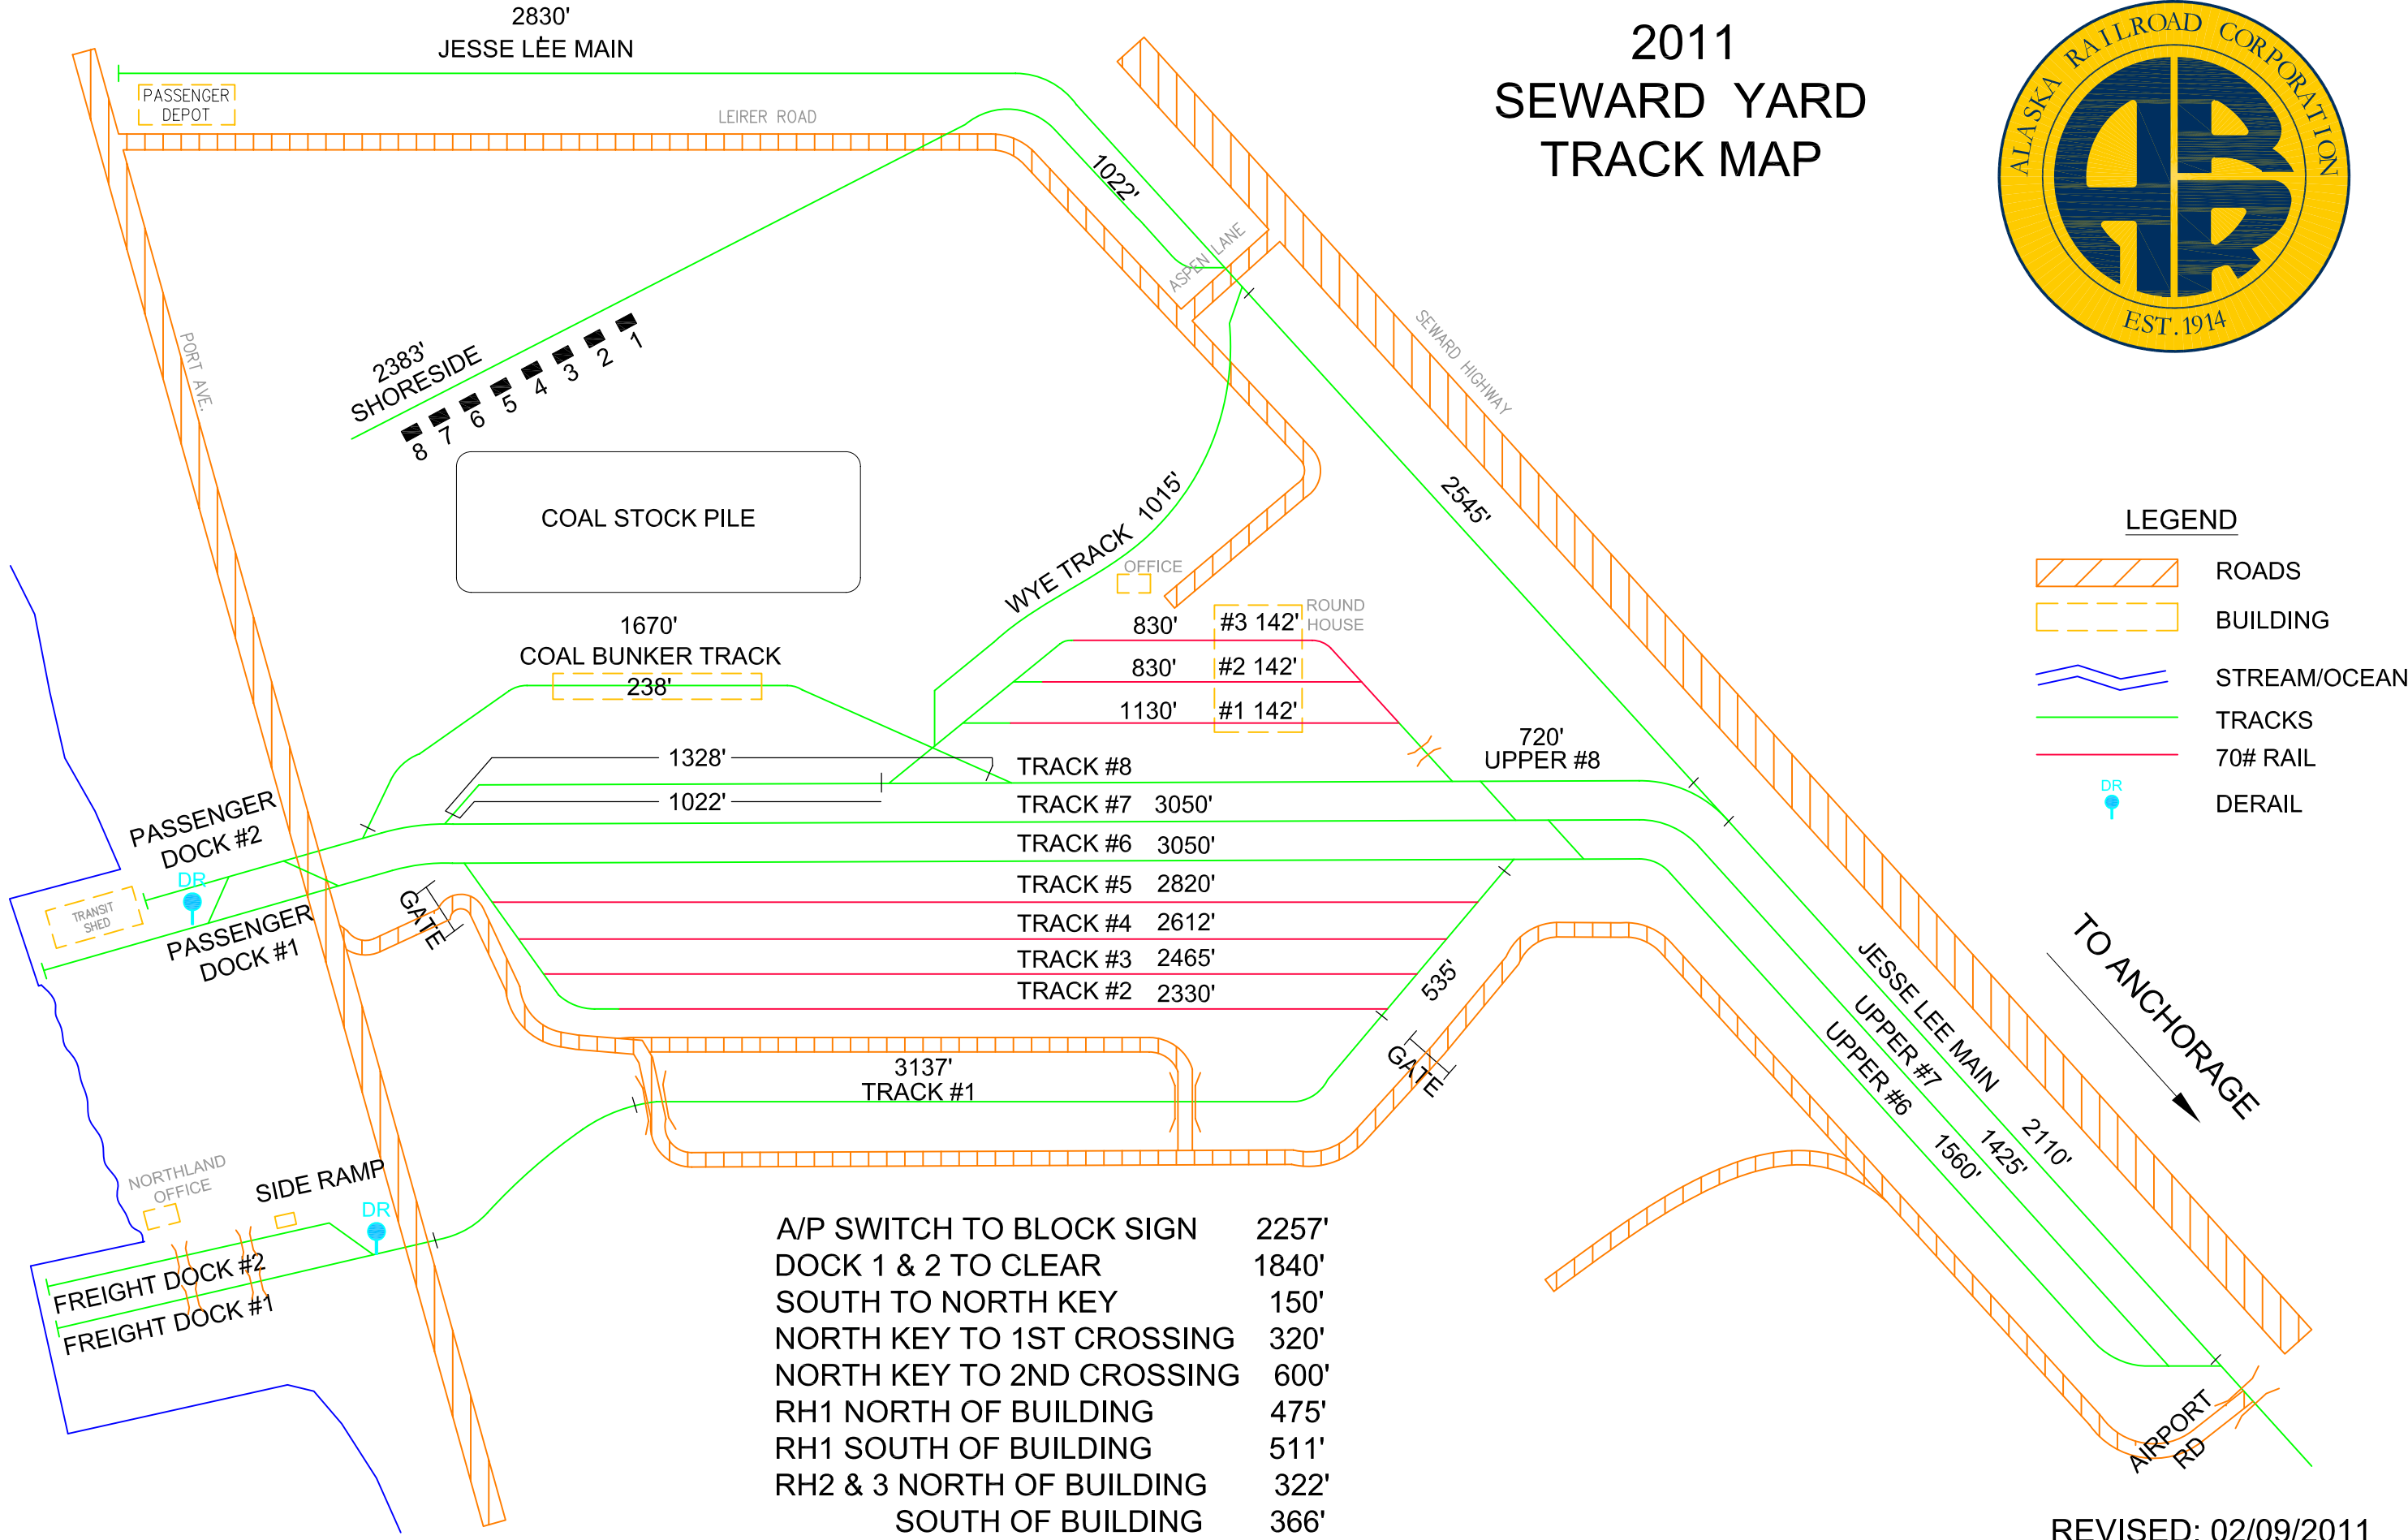 2011
SEWARD YARD
TRACK MAP
ALASKA RAILROAD CORPORATION
EST. 1914
2830'
JESSE LEE MAIN
PASSENGER
DEPOT
LEIRER ROAD
1022'
ASPEN LANE
SEWARD HIGHWAY
PORT AVE.
2383'
SHORESIDE
1
2
3
4
5
6
7
8
COAL STOCK PILE
WYE TRACK 1015'
2545'
OFFICE
ROUND
HOUSE
830' #3 142'
830' #2 142'
1130' #1 142'
1670'
COAL BUNKER TRACK
238'
1328'
1022'
TRACK #8
720'
UPPER #8
TRACK #7 3050'
TRACK #6 3050'
TRACK #5 2820'
TRACK #4 2612'
TRACK #3 2465'
TRACK #2 2330'
535'
3137'
TRACK #1
GATE
GATE
PASSENGER
DOCK #2
DR
TRANSIT
SHED
PASSENGER
DOCK #1
NORTHLAND
OFFICE
SIDE RAMP
DR
FREIGHT DOCK #2
FREIGHT DOCK #1
JESSE LEE MAIN 2110'
UPPER #7 1425'
UPPER #6 1560'
TO ANCHORAGE
AIRPORT
RD
LEGEND
ROADS
BUILDING
STREAM/OCEAN
TRACKS
70# RAIL
DR
DERAIL
A/P SWITCH TO BLOCK SIGN 2257'
DOCK 1 & 2 TO CLEAR 1840'
SOUTH TO NORTH KEY 150'
NORTH KEY TO 1ST CROSSING 320'
NORTH KEY TO 2ND CROSSING 600'
RH1 NORTH OF BUILDING 475'
RH1 SOUTH OF BUILDING 511'
RH2 & 3 NORTH OF BUILDING 322'
SOUTH OF BUILDING 366'
REVISED: 02/09/2011